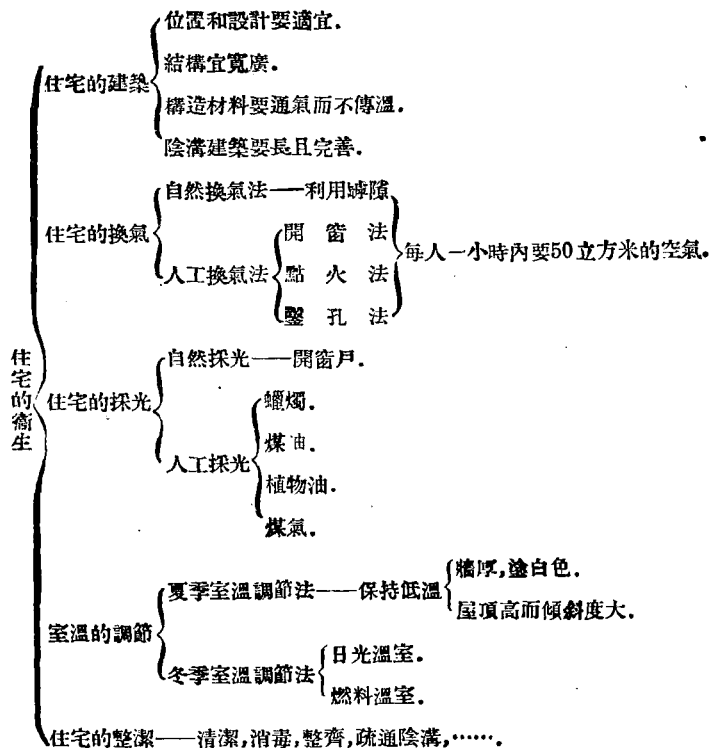 住宅的衞生
住宅的建築
位置和設計要適宜.
結構宜寬廣.
構造材料要通氣而不傳溫.
陰溝建築要長且完善.
住宅的換氣
自然換氣法——利用罅隙
人工換氣法
開窗法
點火法
鑿孔法
每人一小時內要50立方米的空氣.
住宅的採光
自然採光——開窗戶.
人工採光
蠟燭.
煤油.
植物油.
煤氣.
室溫的調節
夏季室溫調節法——保持低溫
牆厚,塗白色.
屋頂高而傾斜度大.
冬季室溫調節法
日光溫室.
燃料溫室.
住宅的整潔——清潔,消毒,整齊,疏通陰溝,…….